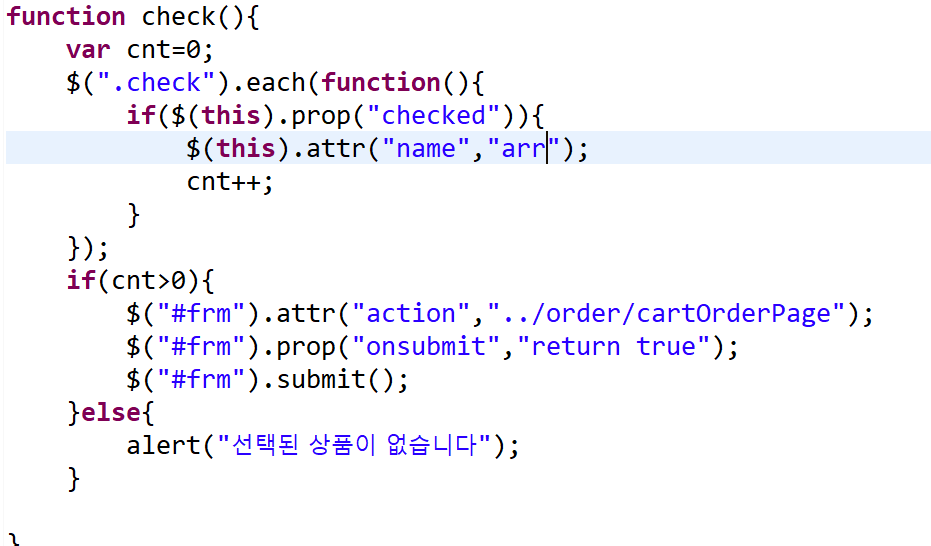 function check(){
    var cnt=0;
    $(".check").each(function(){
        if($(this).prop("checked")){
            $(this).attr("name","arr");
            cnt++;
        }
    });
    if(cnt>0){
        $("#frm").attr("action","../order/cartOrderPage");
        $("#frm").prop("onsubmit","return true");
        $("#frm").submit();
    }else{
        alert("선택된 상품이 없습니다");
    }
}